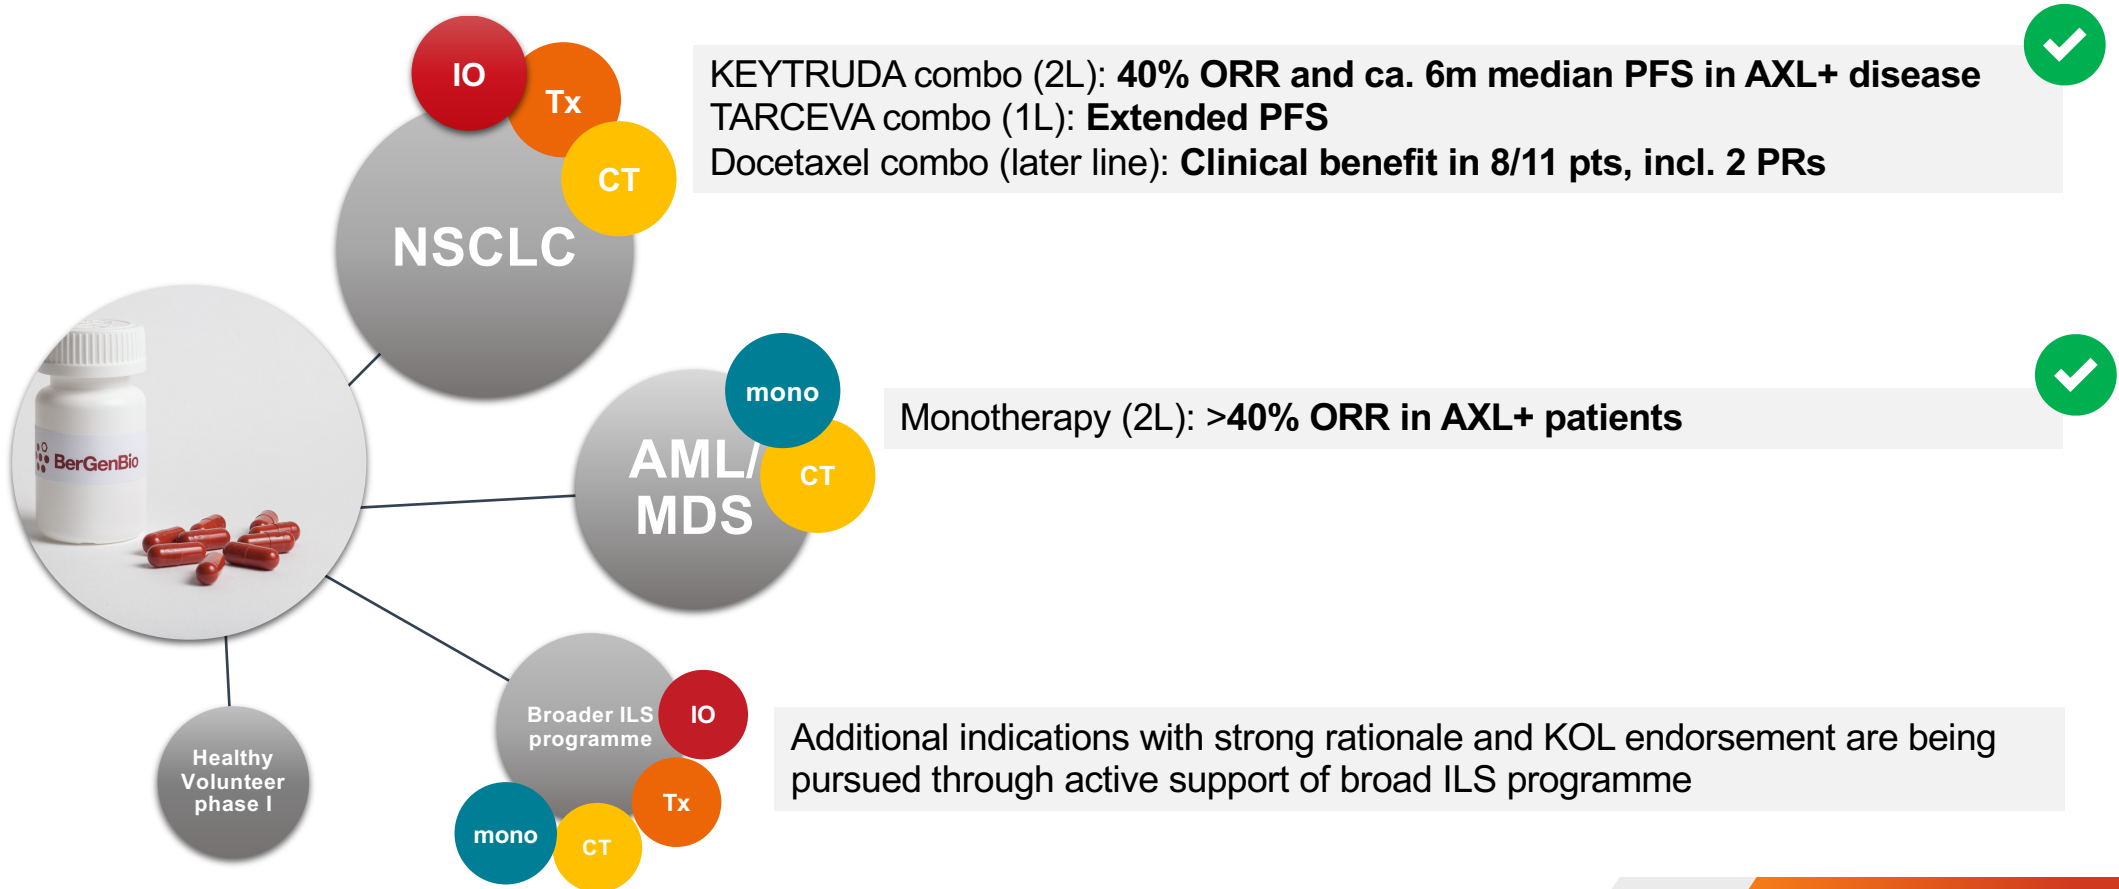 IO
Tx
CT
NSCLC
KEYTRUDA combo (2L): 40% ORR and ca. 6m median PFS in AXL+ disease
TARCEVA combo (1L): Extended PFS
Docetaxel combo (later line): Clinical benefit in 8/11 pts, incl. 2 PRs
BerGenBio
mono
CT
AML/
MDS
Monotherapy (2L): >40% ORR in AXL+ patients
Broader ILS
programme
IO
Tx
CT
mono
Additional indications with strong rationale and KOL endorsement are being
pursued through active support of broad ILS programme
Healthy
Volunteer
phase I